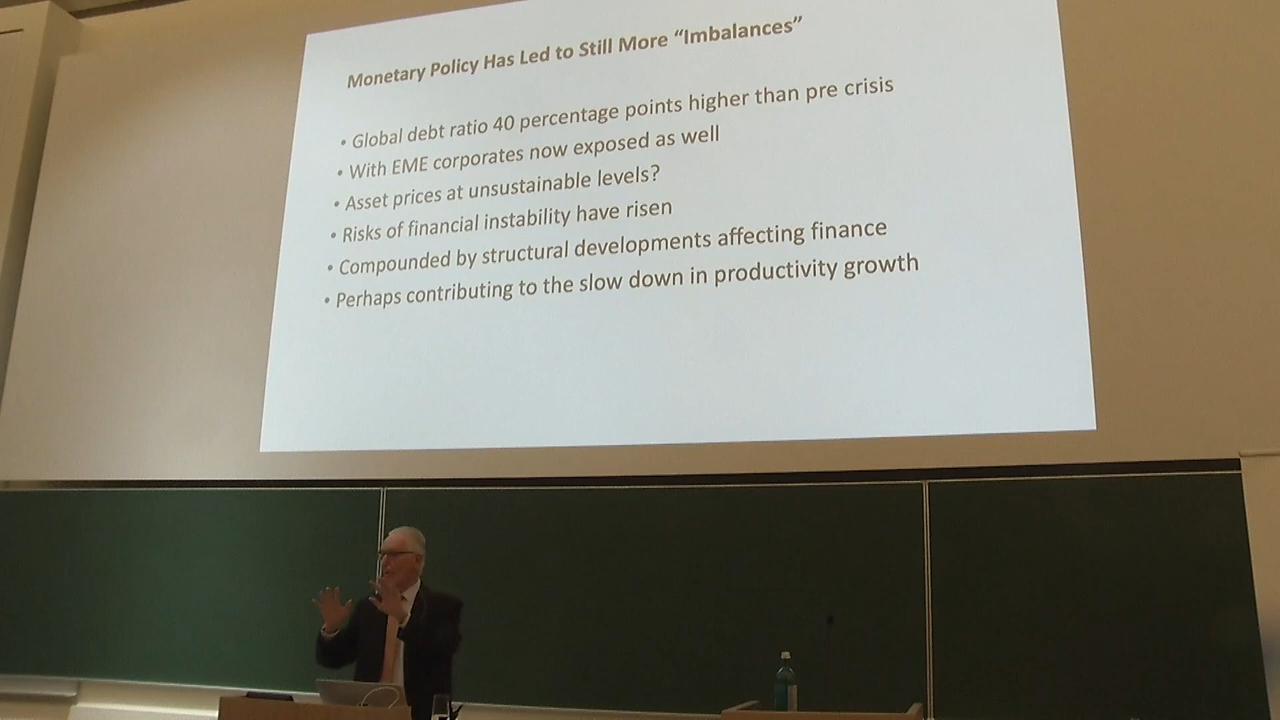 Monetary Policy Has Led to Still More “Imbalances”
• Global debt ratio 40 percentage points higher than pre crisis
• With EME corporates now exposed as well
• Asset prices at unsustainable levels?
• Risks of financial instability have risen
• Compounded by structural developments affecting finance
• Perhaps contributing to the slow down in productivity growth